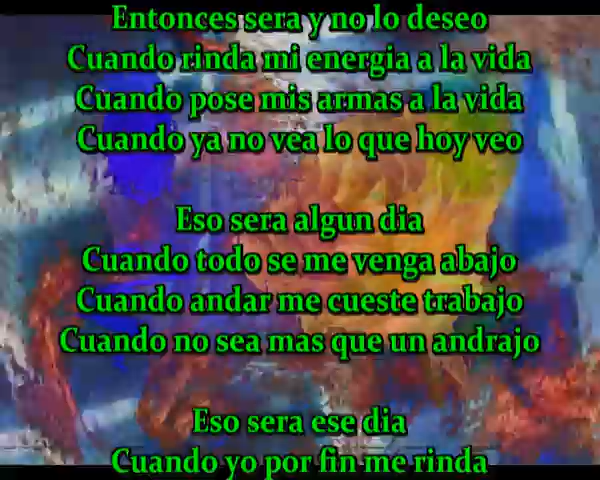 Entonces sera y no lo deseo
Cuando rinda mi energia a la vida
Cuando pose mis armas a la vida
Cuando ya no vea lo que hoy veo
Eso sera algun dia
Cuando todo se me venga abajo
Cuando andar me cueste trabajo
Cuando no sea mas que un andrajo
Eso sera ese dia
Cuando yo por fin me rinda